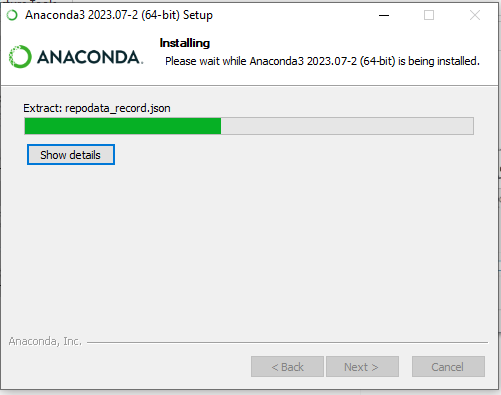 Anaconda3 2023.07-2 (64-bit) Setup
ANACONDA.
Installing
Please wait while Anaconda3 2023.07-2 (64-bit) is being installed.
Extract: repodata_record.json
Show details
Anaconda, Inc.
< Back
Next >
Cancel